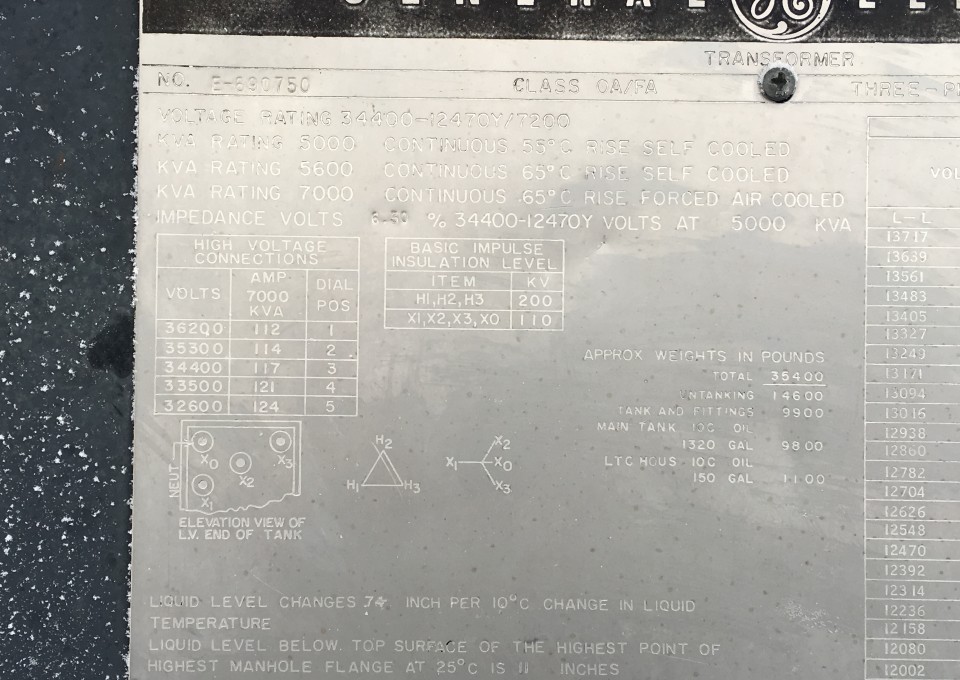 GENERAL GE
TRANSFORMER
NO. E-690750 CLASS OA/FA THREE-P
VOLTAGE RATING 34400-12470Y/7200
KVA RATING 5000 CONTINUOUS 55°C RISE SELF COOLED
KVA RATING 5600 CONTINUOUS 65°C RISE SELF COOLED
KVA RATING 7000 CONTINUOUS 65°C RISE FORCED AIR COOLED
IMPEDANCE VOLTS % 34400-12470Y VOLTS AT 5000 KVA
HIGH VOLTAGE
CONNECTIONS
VOLTS AMP 7000 KVA DIAL POS
36200 112 1
35300 114 2
34400 117 3
33500 121 4
32600 124 5
BASIC IMPULSE
INSULATION LEVEL
ITEM KV
H1,H2,H3 200
X1,X2,X3,X0 110
APPROX WEIGHTS IN POUNDS
TOTAL 35400
UNTANKING 14600
TANK AND FITTINGS 9900
MAIN TANK 10C OIL
1320 GAL 9800
LTC HOUS 10C OIL
150 GAL 1100
NEUT X0 X3 X2 X1
ELEVATION VIEW OF
L.V. END OF TANK
H2
H1 H3
X2
X1 X0
X3
LIQUID LEVEL CHANGES .74 INCH PER 10°C CHANGE IN LIQUID
TEMPERATURE
LIQUID LEVEL BELOW TOP SURFACE OF THE HIGHEST POINT OF
HIGHEST MANHOLE FLANGE AT 25°C IS 11 INCHES
VOL
L-L
13717
13639
13561
13483
13405
13327
13249
13171
13094
13016
12938
12860
12782
12704
12626
12548
12470
12392
12314
12236
12158
12080
12002